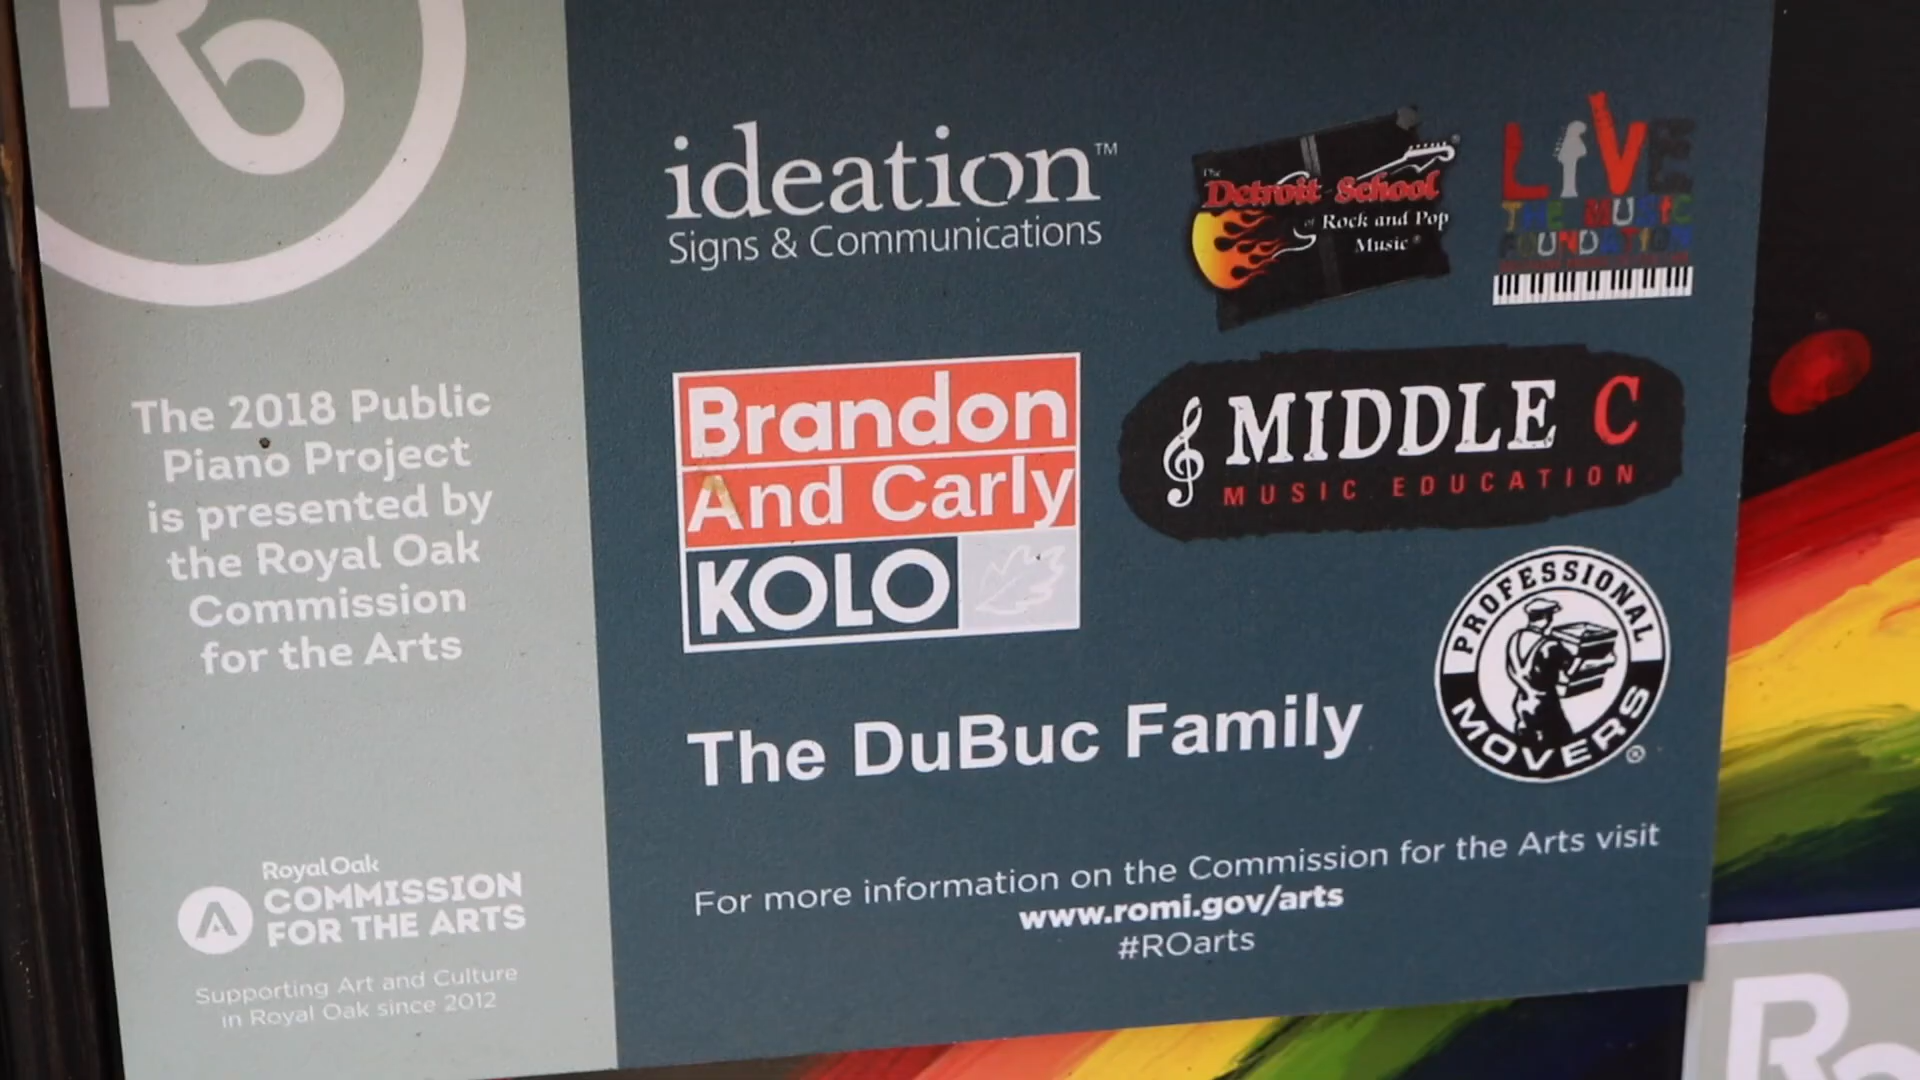 RO
The 2018 Public
Piano Project
is presented by
the Royal Oak
Commission
for the Arts
Royal Oak
COMMISSION
FOR THE ARTS
Supporting Art and Culture
in Royal Oak since 2012
ideation™
Signs & Communications
The
Detroit School®
of Rock and Pop
Music®
LIVE
THE MUSIC
FOUNDATION
Brandon
And Carly
KOLO
MIDDLE C
MUSIC EDUCATION
PROFESSIONAL
MOVERS®
The DuBuc Family
For more information on the Commission for the Arts visit
www.romi.gov/arts
#ROarts
Ro